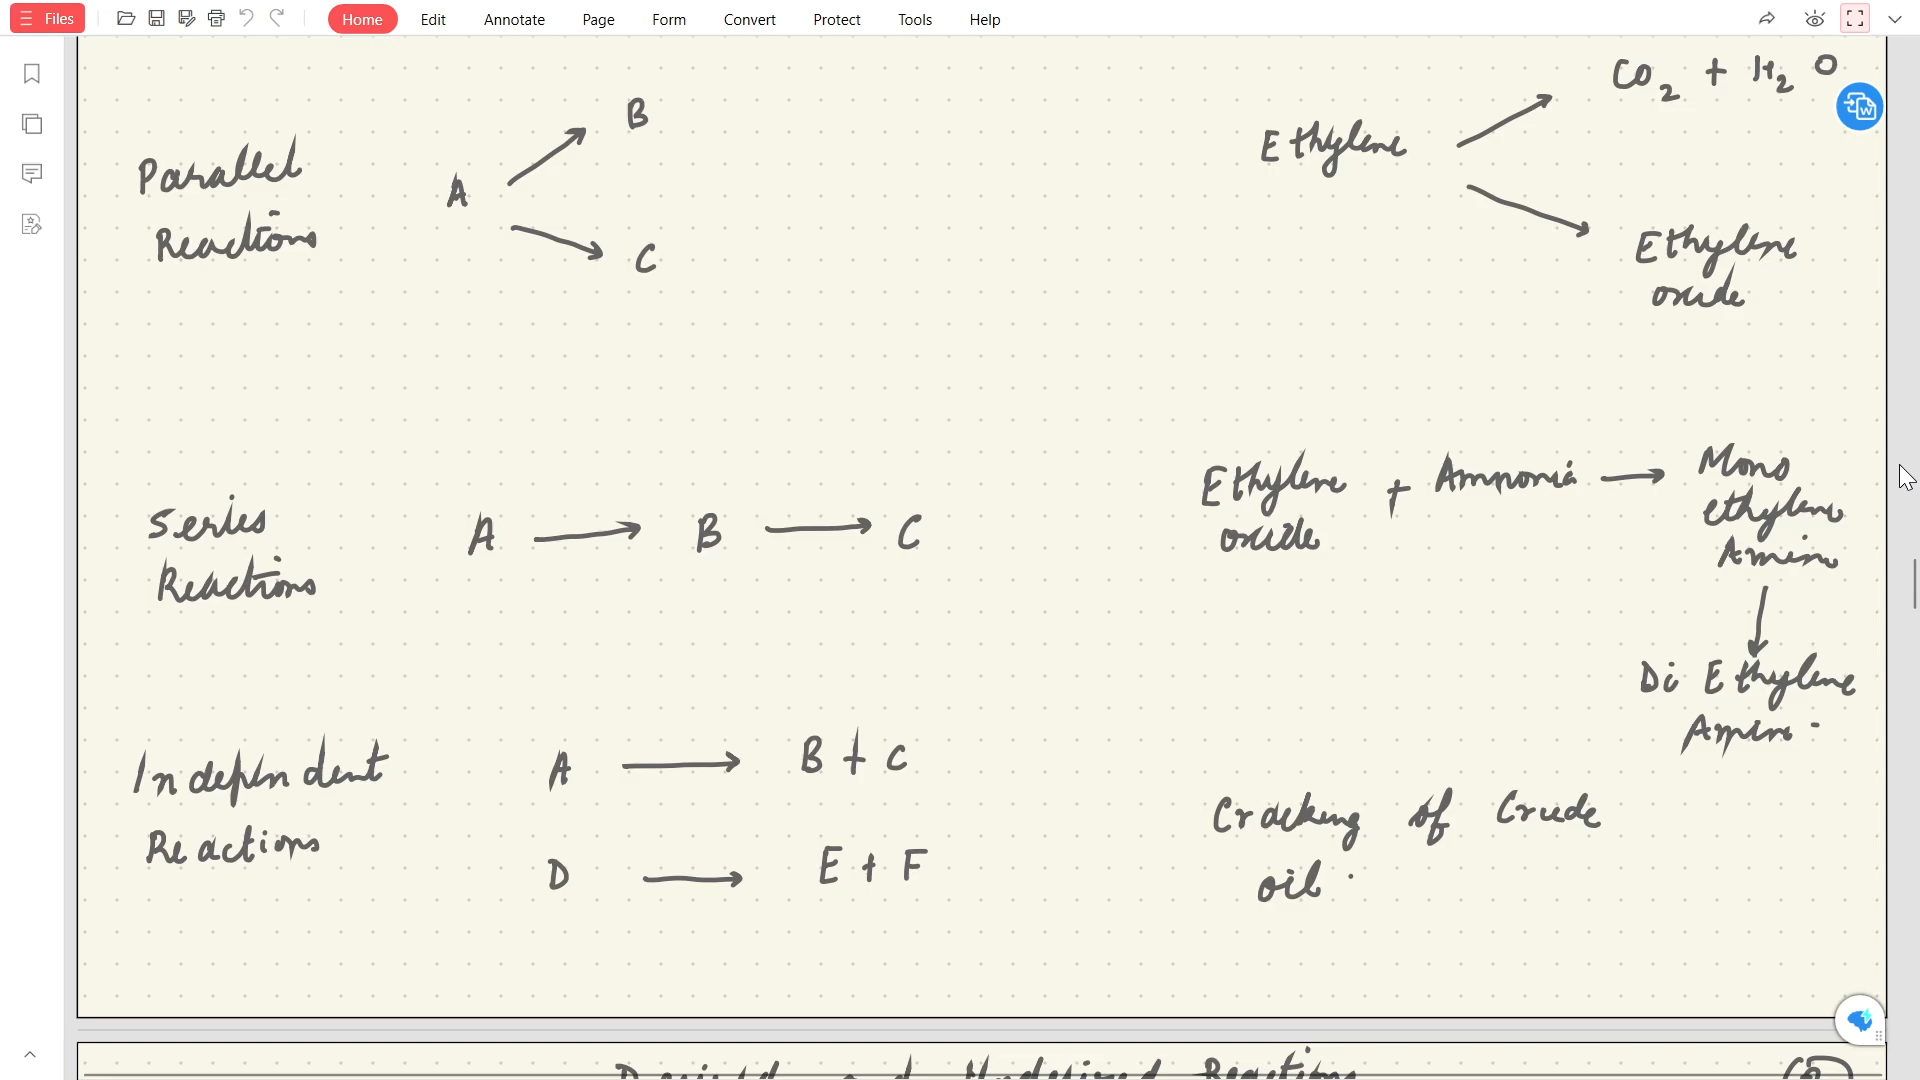 Files Home Edit Annotate Page Form Convert Protect Tools Help
Parallel
Reactions
A
B
C
Ethylene
CO2 + H2O
Ethylene
oxide
Series
Reactions
A → B → C
Ethylene + Ammonia → Mono
oxide
ethylene
Amine
Di Ethylene
Amine.
Independent
Reactions
A → B + C
D → E + F
Cracking of Crude
oil.